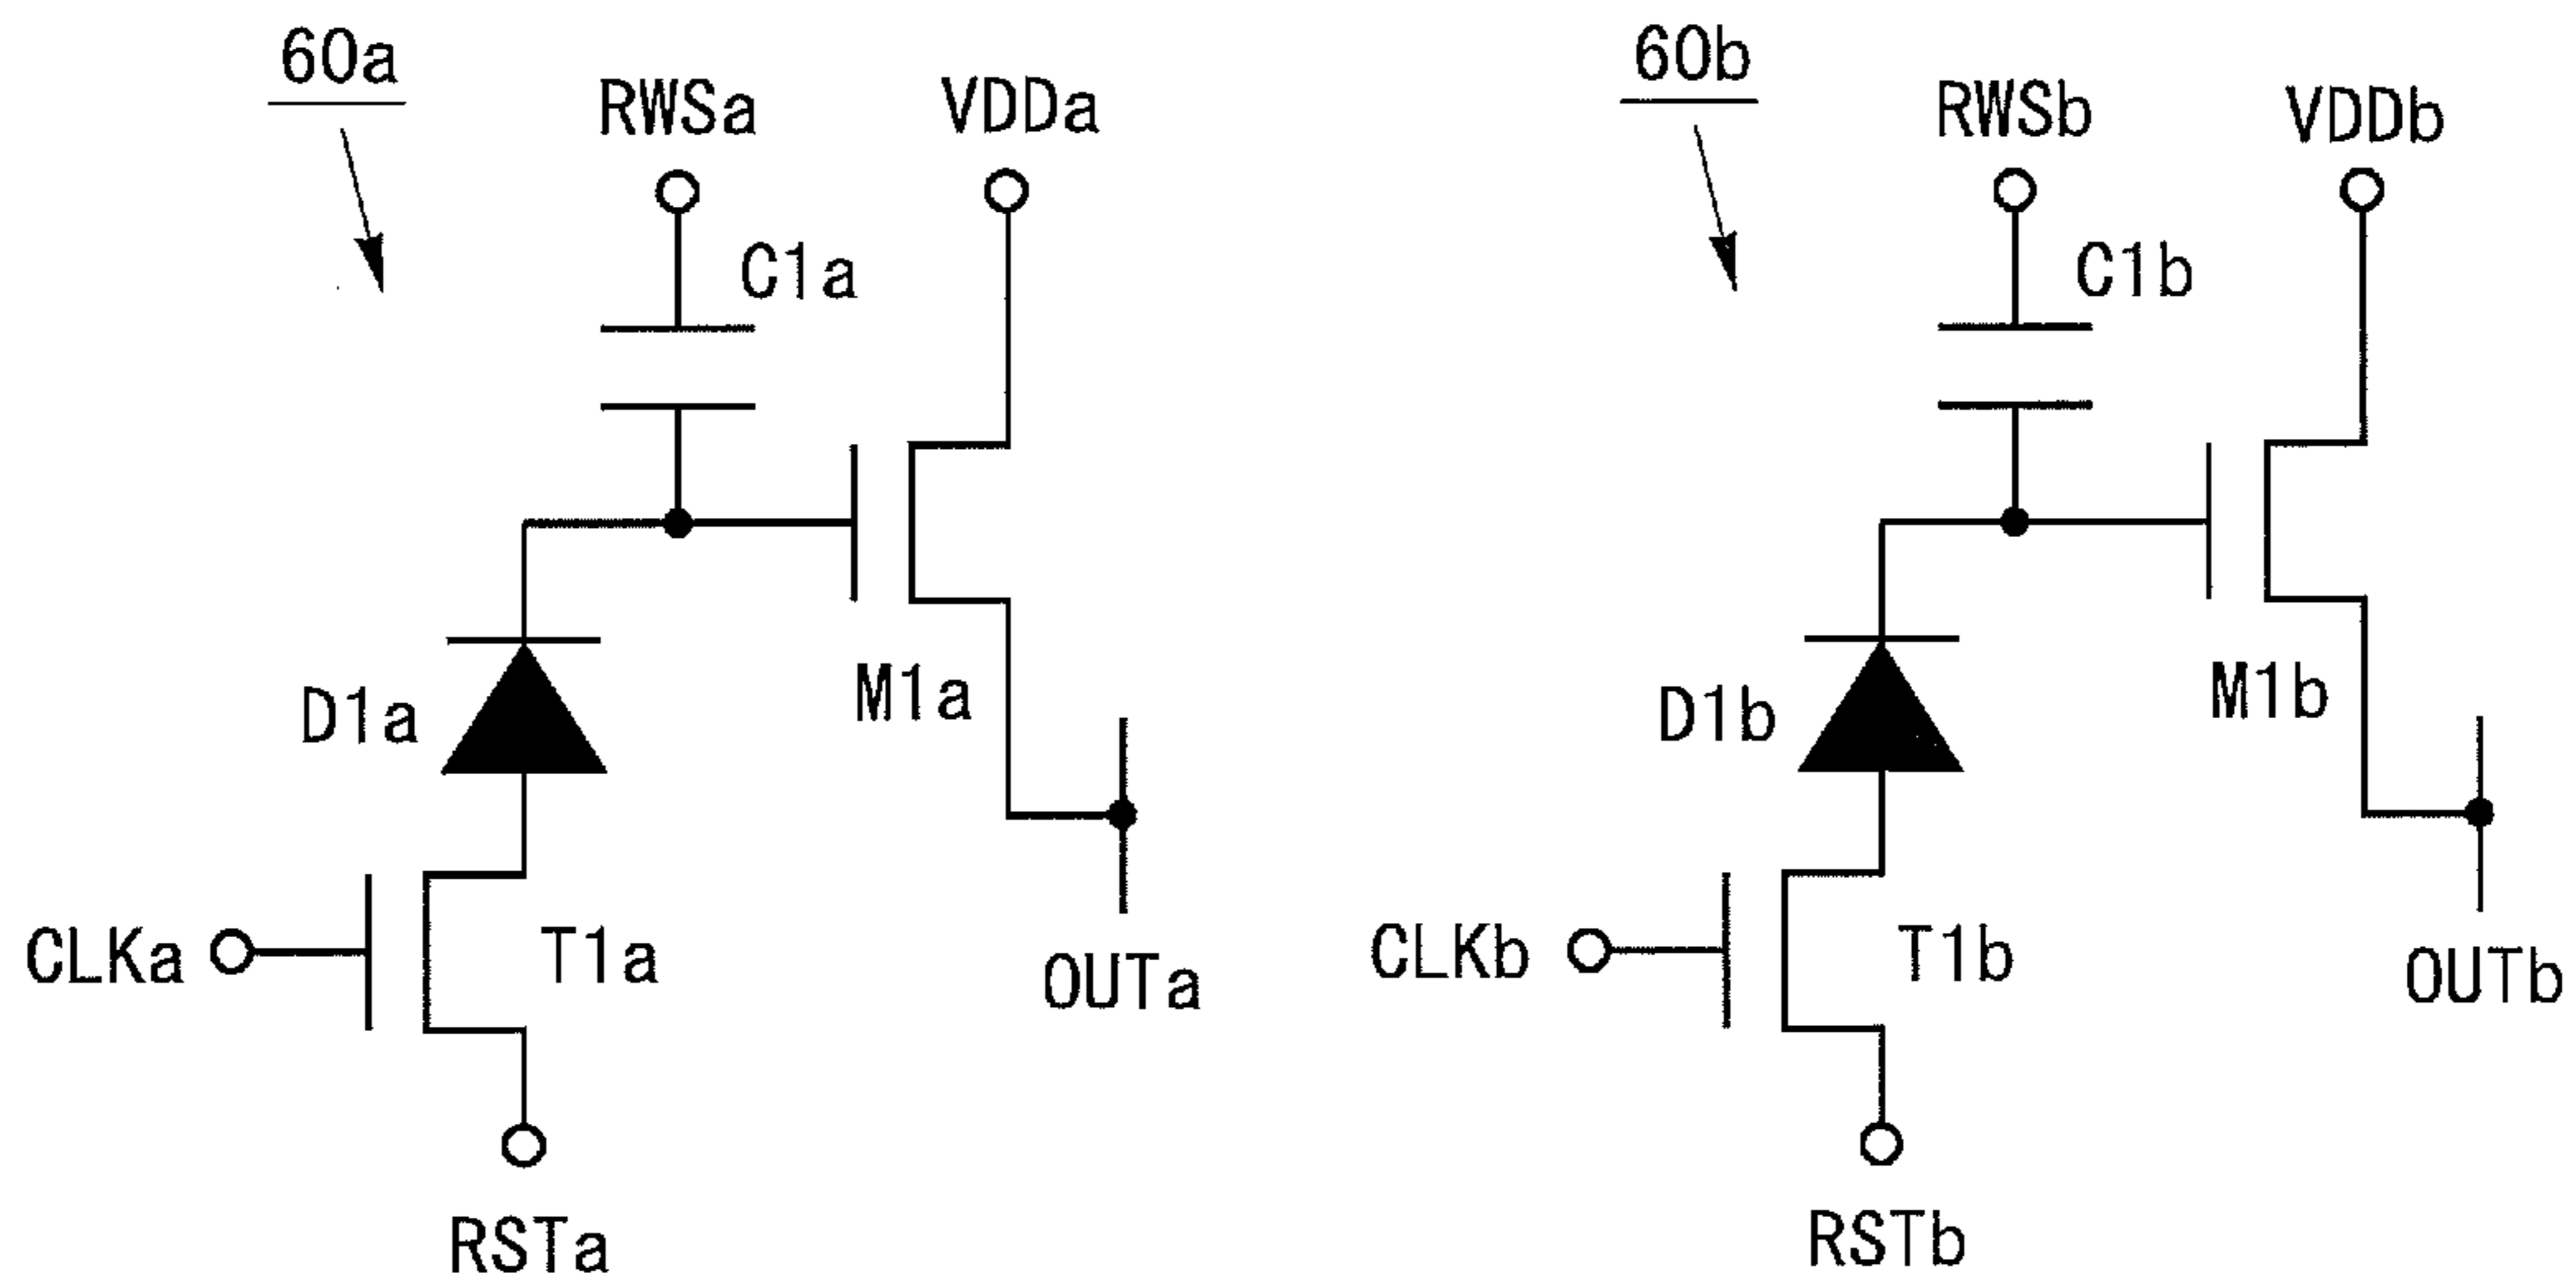 60a
RWSa
VDDa
C1a
D1a
M1a
CLKa
T1a
OUTa
RSTa
60b
RWSb
VDDb
C1b
D1b
M1b
CLKb
T1b
OUTb
RSTb